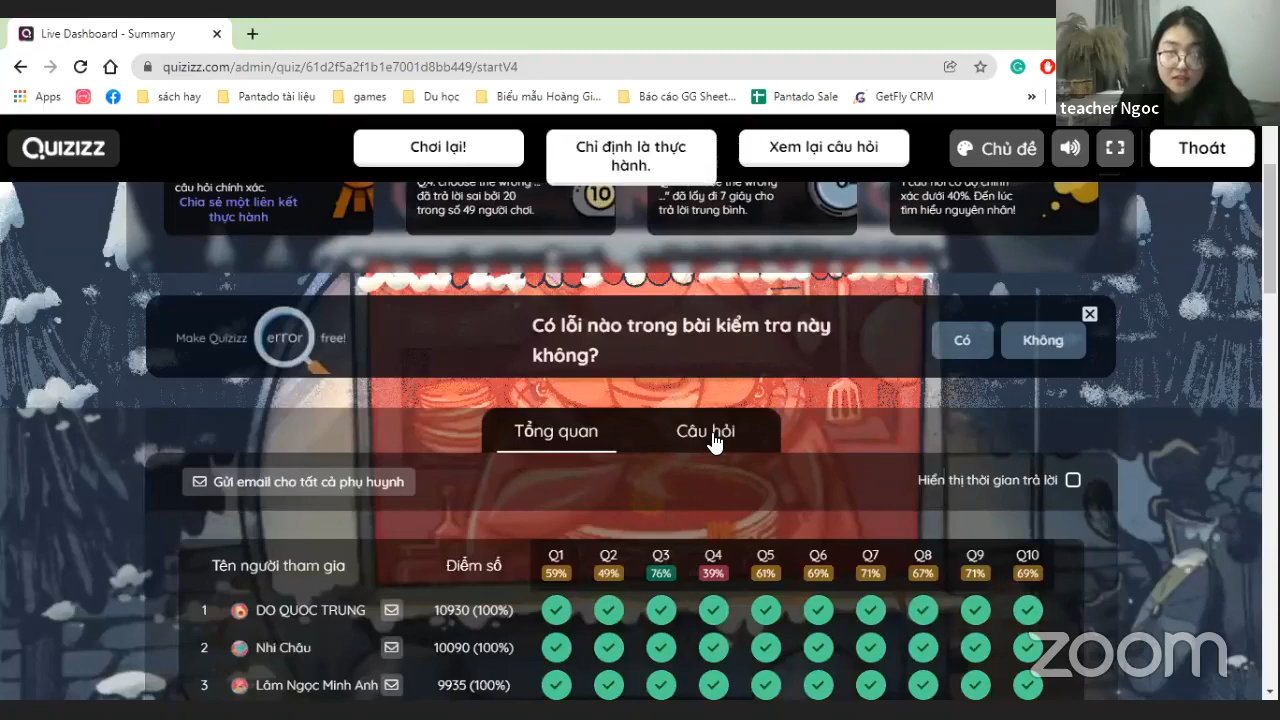 Live Dashboard - Summary
quizizz.com/admin/quiz/61d2f5a2f1b1e7001d8bb449/startV4
Apps
sách hay
Pantado tài liệu
games
Du học
Biểu mẫu Hoàng Gi...
Báo cáo GG Sheet...
Pantado Sale
GetFly CRM
»
teacher Ngoc
QUIZIZZ
Chơi lại!
Chỉ định là thực
hành.
Xem lại câu hỏi
Chủ đề
Thoát
câu hỏi chính xác.
Chia sẻ một liên kết
thực hành
đã trả lời sai bởi 20
trong số 49 người chơi.
10
" đã lấy đi 7 giây cho
trả lời trung bình.
xác dưới 40%. Đến lúc
tìm hiểu nguyên nhân!
Make Quizizz error free!
Có lỗi nào trong bài kiểm tra này
không?
Có
Không
Tổng quan
Câu hỏi
Gửi email cho tất cả phụ huynh
Hiển thị thời gian trả lời
Tên người tham gia Điểm số Q1 Q2 Q3 Q4 Q5 Q6 Q7 Q8 Q9 Q10
59% 49% 76% 39% 61% 69% 71% 67% 71% 69%
1 DO QUOC TRUNG 10930 (100%)
2 Nhi Châu 10090 (100%)
3 Lâm Ngọc Minh Anh 9935 (100%)
zoom